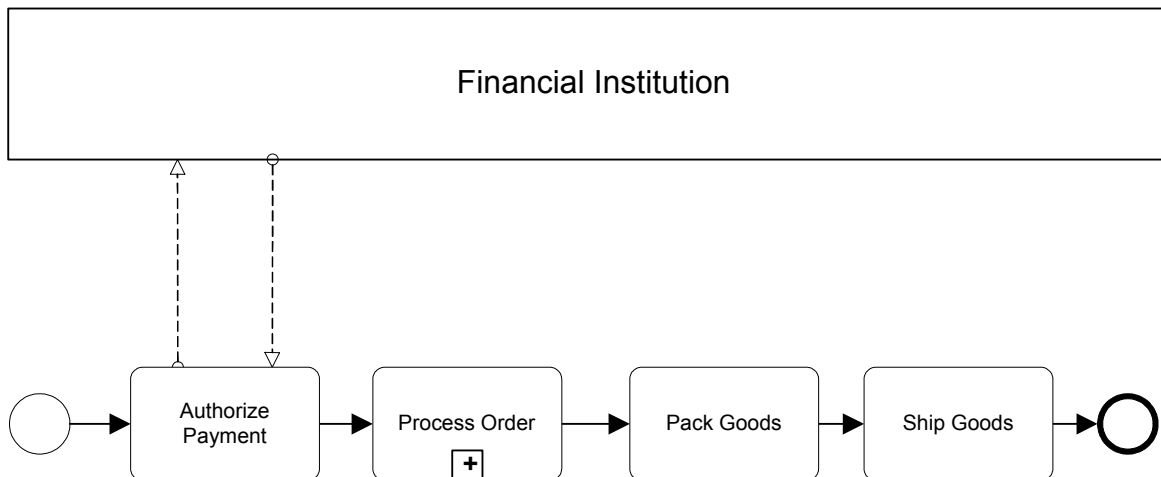 Financial Institution
Authorize
Payment
Process Order
Pack Goods
Ship Goods